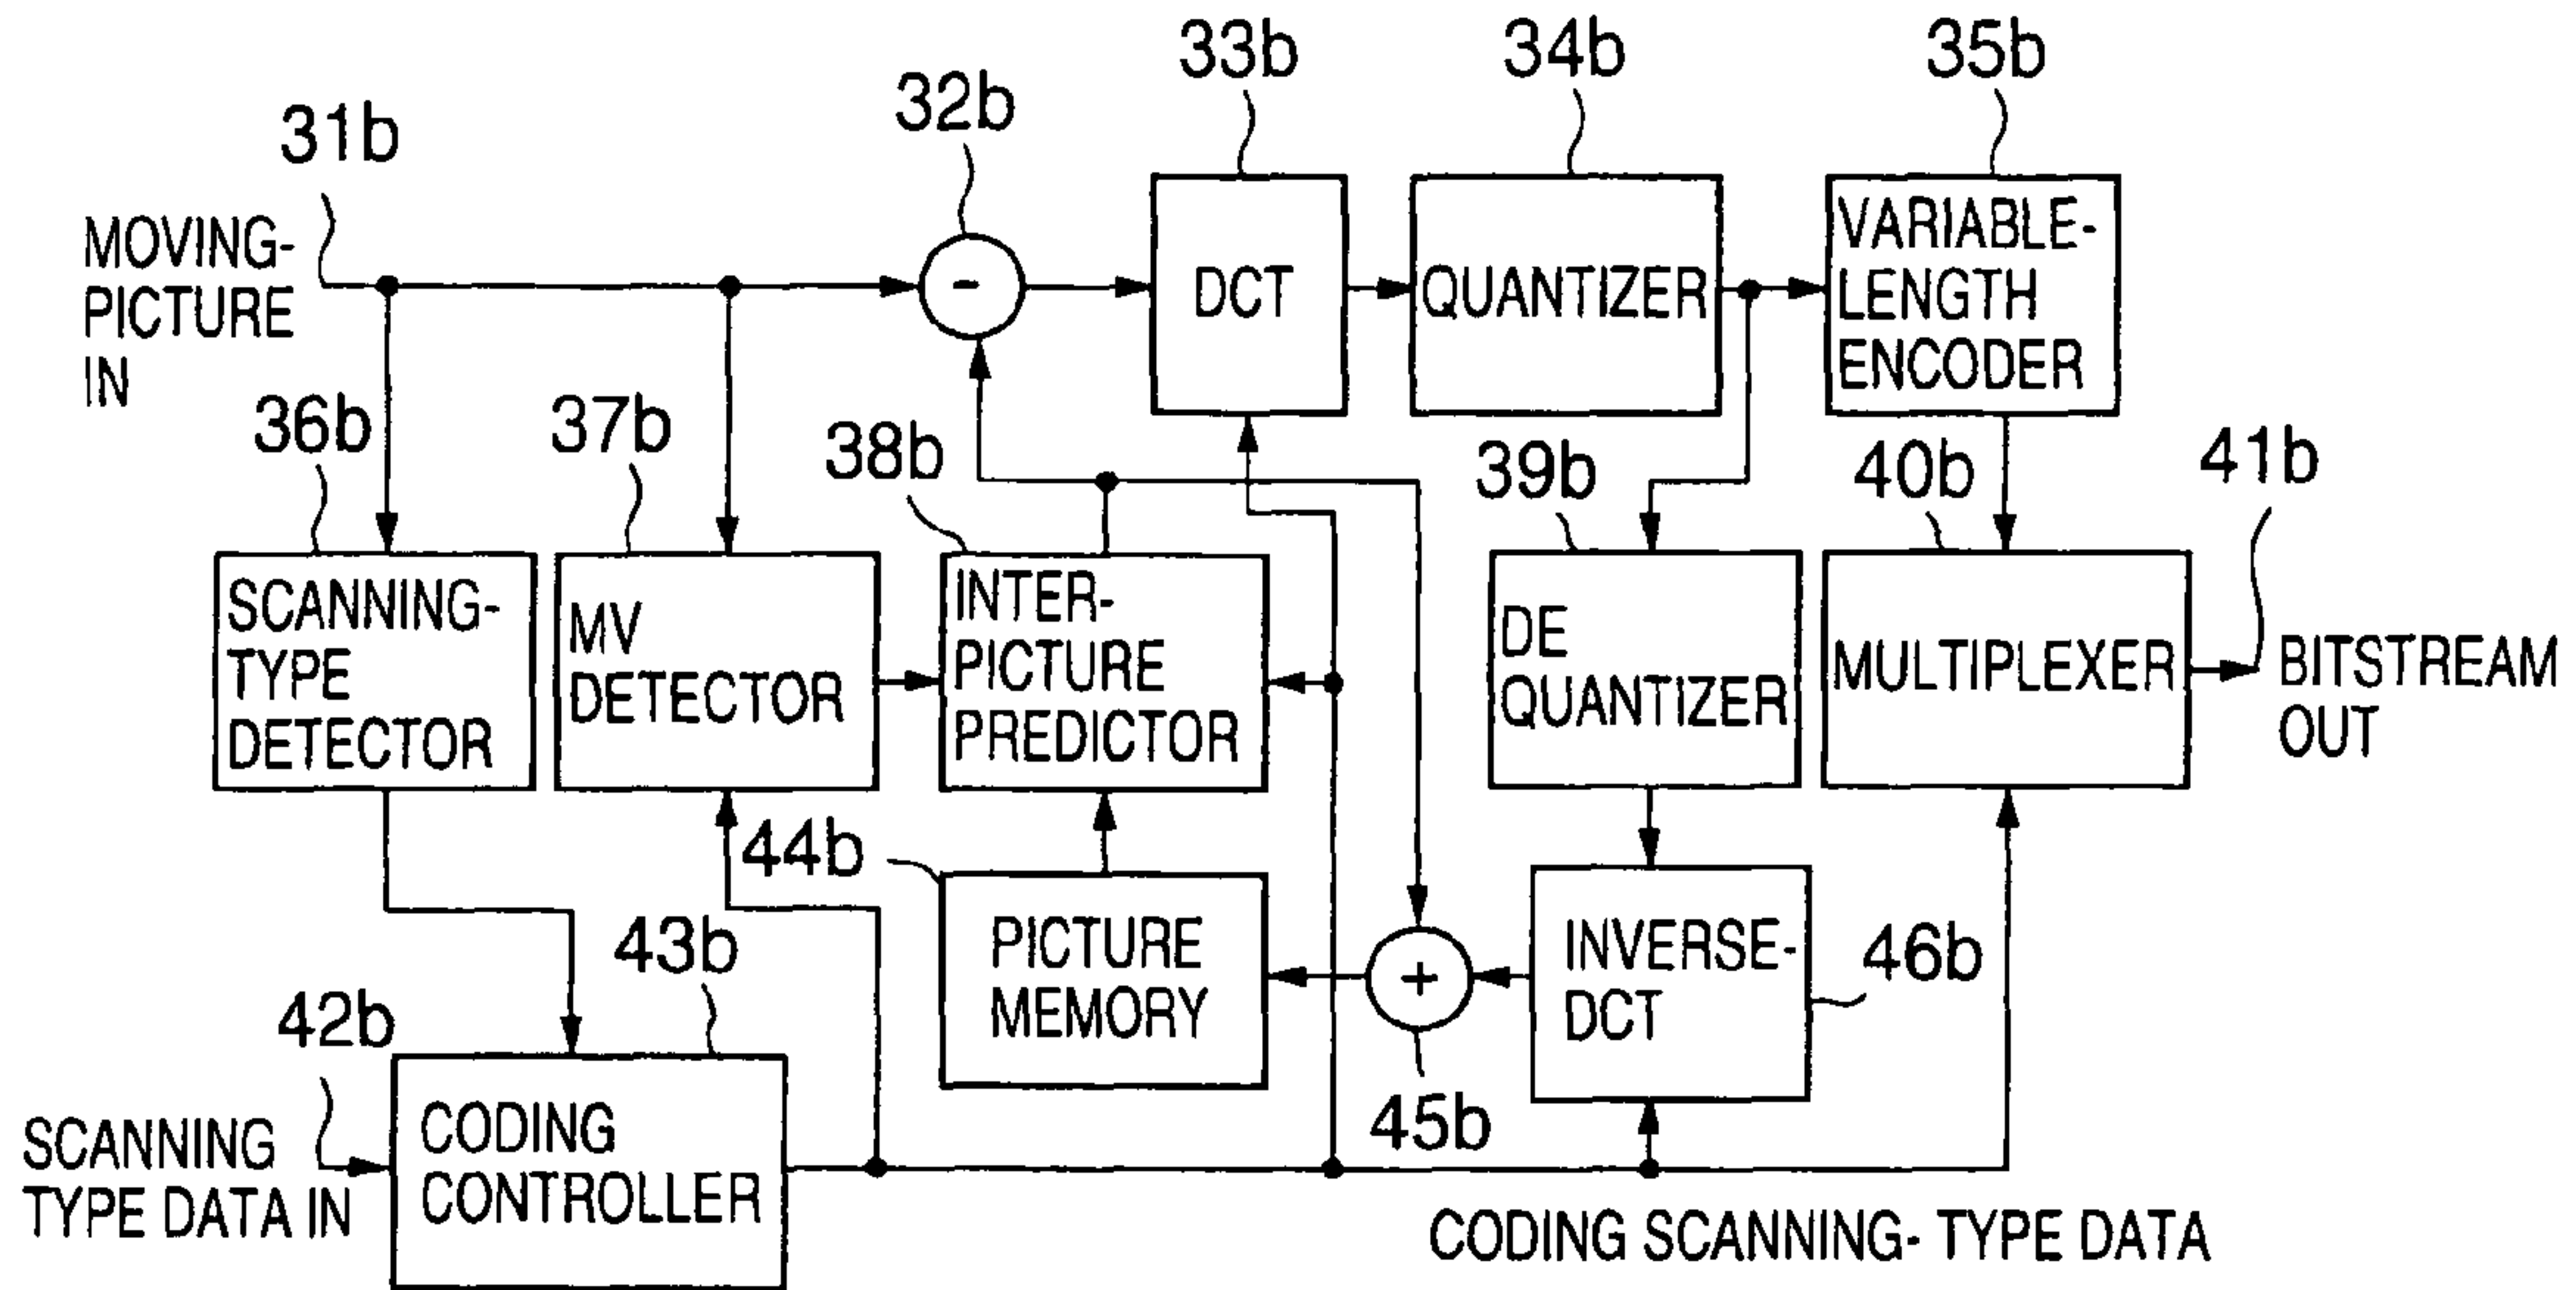 33b
34b
35b
32b
31b
MOVING-
PICTURE
IN
-
DCT
QUANTIZER
VARIABLE-
LENGTH
ENCODER
36b
37b
38b
39b
40b
41b
SCANNING-
TYPE
DETECTOR
MV
DETECTOR
INTER-
PICTURE
PREDICTOR
DE
QUANTIZER
MULTIPLEXER
BITSTREAM
OUT
44b
PICTURE
MEMORY
+
INVERSE-
DCT
46b
43b
42b
45b
SCANNING
TYPE DATA IN
CODING
CONTROLLER
CODING SCANNING- TYPE DATA